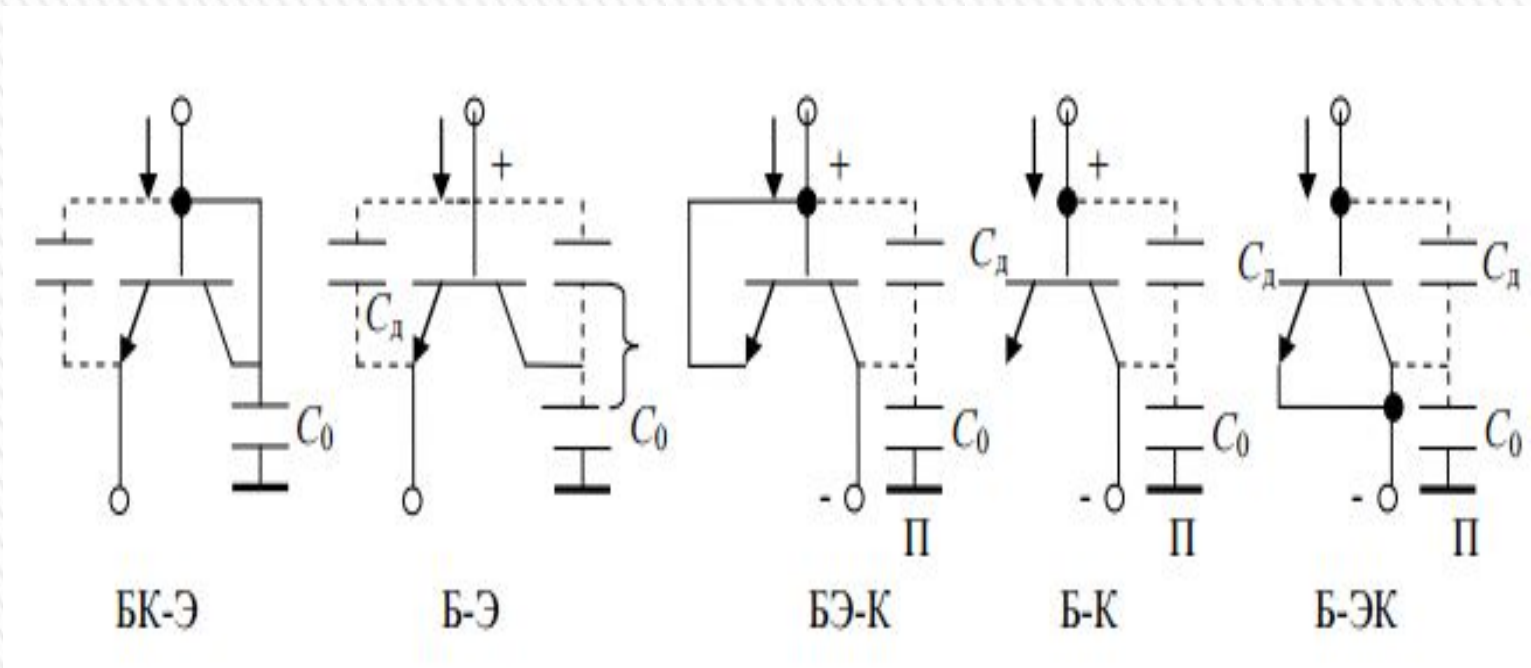 + + +
Cд Cд Cд Cд
C0 C0 C0 C0 C0
- - -
П П П
БК-Э Б-Э БЭ-К Б-К Б-ЭК